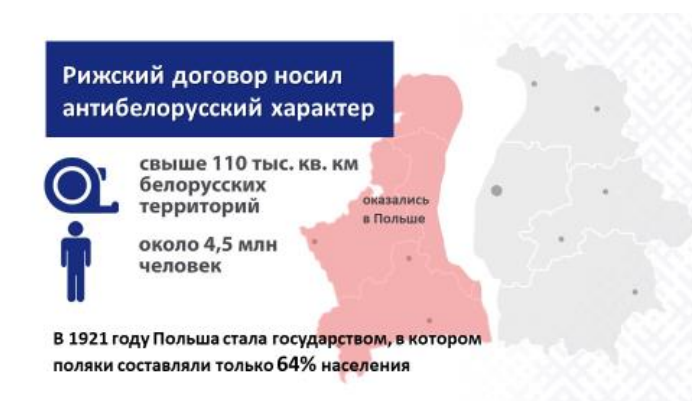 Рижский договор носил
антибелорусский характер
свыше 110 тыс. кв. км
белорусских
территорий
оказались
в Польше
около 4,5 млн
человек
В 1921 году Польша стала государством, в котором
поляки составляли только 64% населения